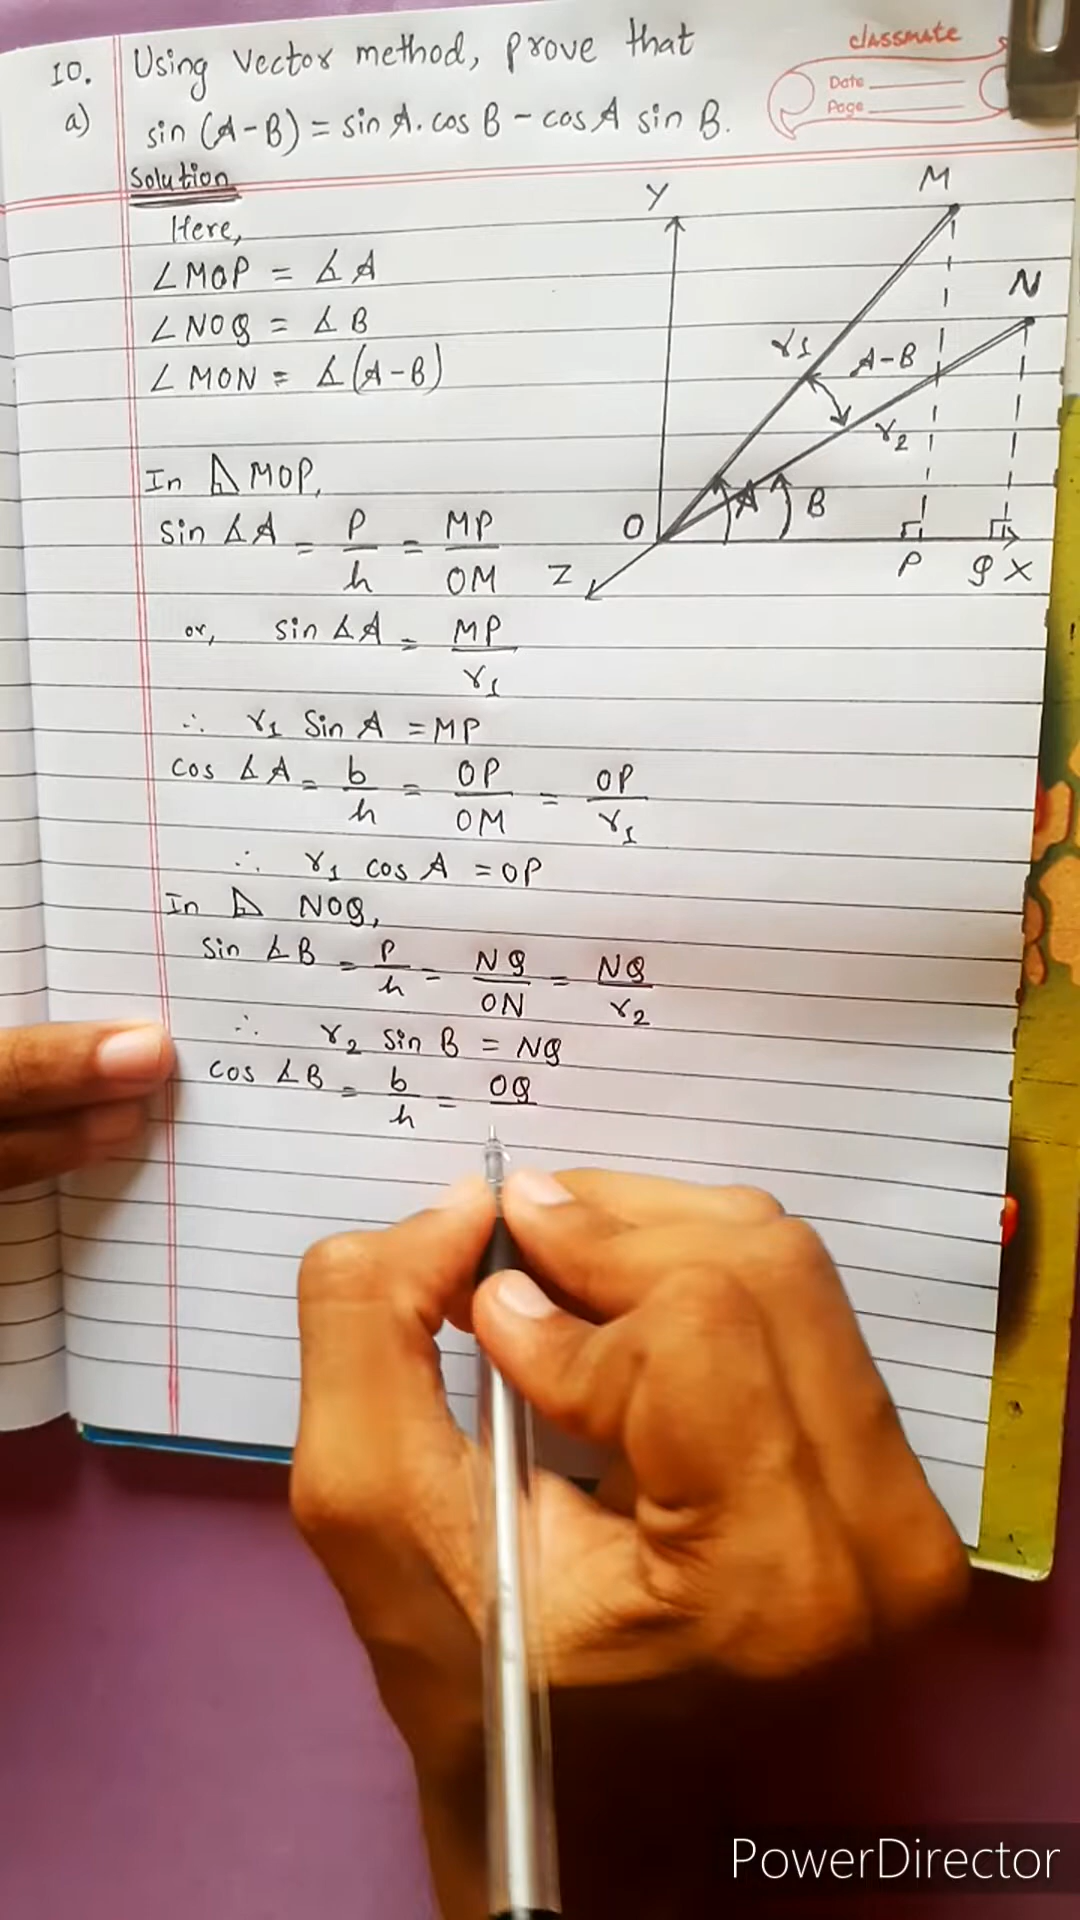 10. Using vector method, prove that
a) sin (A-B) = sin A. cos B - cos A sin B.
classmate
Date
Page
Solution
Here,
∠MOP = ∡A
∠NOQ = ∡B
∠MON = ∡(A-B)
Y
M
N
r1
A-B
r2
A
B
O
P
Q X
Z
In ⊿ MOP,
sin ∡A = P/h = MP/OM
or, sin ∡A = MP/r1
∴ r1 Sin A = MP
cos ∡A = b/h = OP/OM = OP/r1
∴ r1 cos A = OP
In ⊿ NOQ,
Sin ∡B = P/h = NQ/ON = NQ/r2
∴ r2 sin B = NQ
cos ∡B = b/h = OQ
PowerDirector